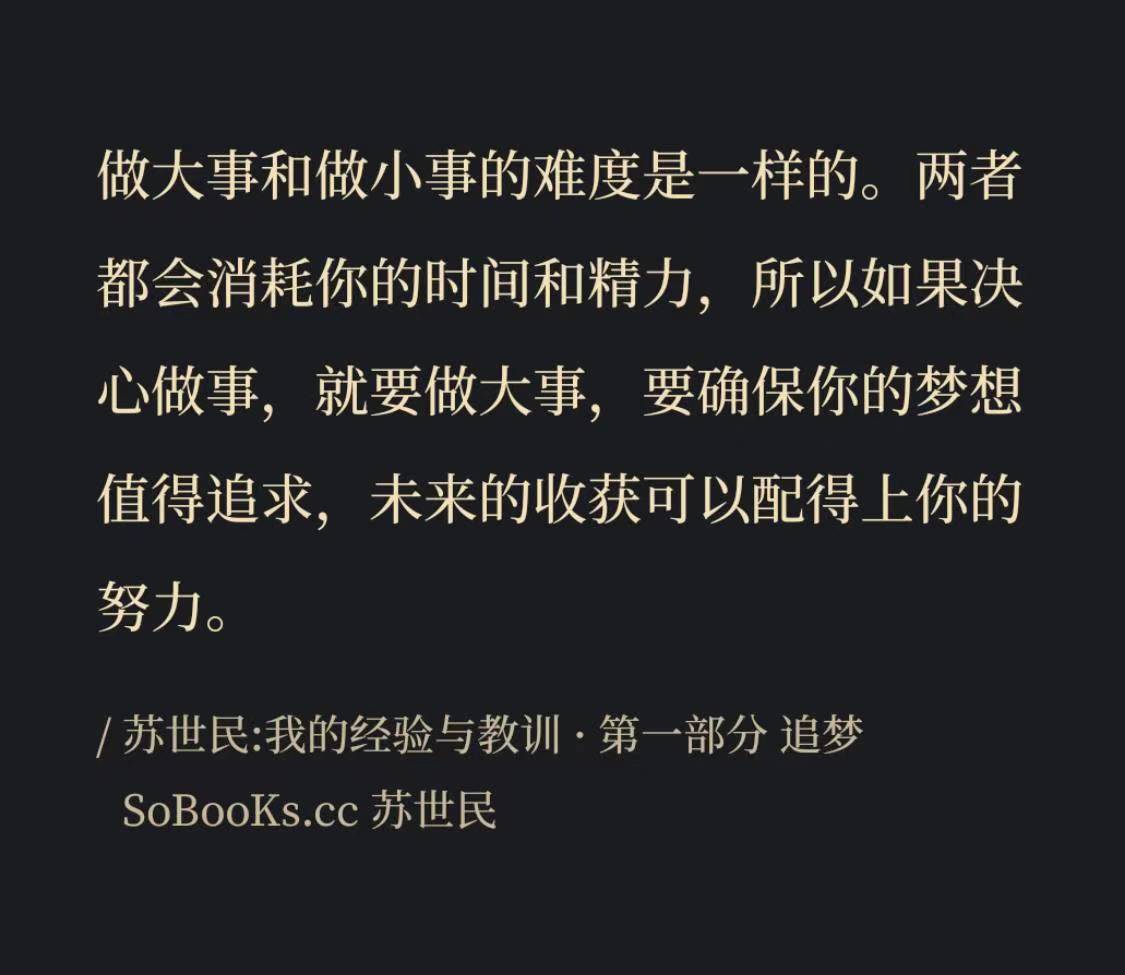 做大事和做小事的难度是一样的。两者
都会消耗你的时间和精力，所以如果决
心做事，就要做大事，要确保你的梦想
值得追求，未来的收获可以配得上你的
努力。
/ 苏世民:我的经验与教训 · 第一部分 追梦
SoBooKs.cc 苏世民